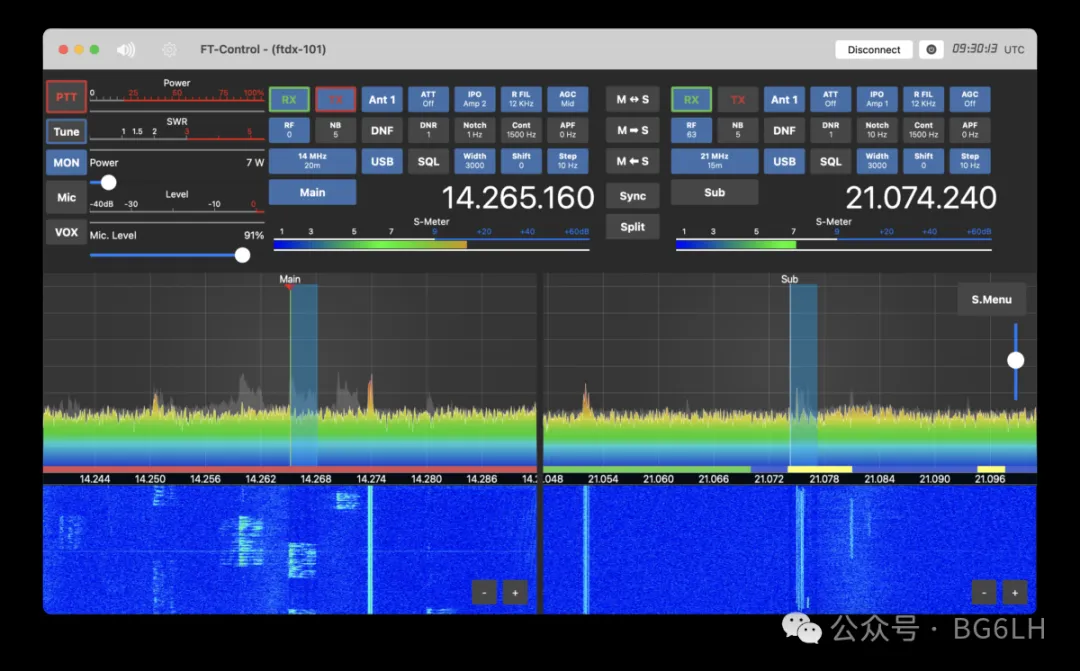 FT-Control - (ftdx-101)
Disconnect
09:30:13 UTC
PTT
Power
0 25 50 75 100%
Tune
SWR
1 1.5 2 3 5
MON
Power 7 W
Mic
Level
-40dB -30 -10 0
VOX
Mic. Level 91%
RX TX Ant 1 ATT Off IPO Amp 2 R FIL 12 KHz AGC Mid
RF 0 NB 5 DNF DNR 1 Notch 1 Hz Cont 1500 Hz APF 0 Hz
14 MHz 20m USB SQL Width 3000 Shift 0 Step 10 Hz
Main 14.265.160
S-Meter
1 3 5 7 9 +20 +40 +60dB
M ↔ S
M ➡ S
M ⬅ S
Sync
Split
RX TX Ant 1 ATT Off IPO Amp 1 R FIL 12 KHz AGC Off
RF 63 NB 5 DNF DNR 1 Notch 10 Hz Cont 1500 Hz APF 0 Hz
21 MHz 15m USB SQL Width 3000 Shift 0 Step 10 Hz
Sub 21.074.240
S-Meter
1 3 5 7 9 +20 +40 +60dB
Main
Sub
S.Menu
14.244 14.250 14.256 14.262 14.268 14.274 14.280 14.286 14.2
.048 21.054 21.060 21.066 21.072 21.078 21.084 21.090 21.096
- +
- +
公众号 · BG6LH